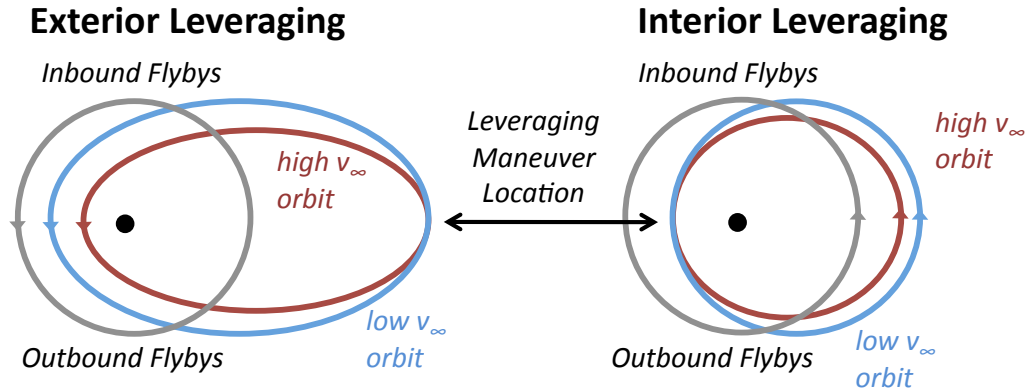 Exterior Leveraging
Inbound Flybys
high v∞
orbit
low v∞
orbit
Outbound Flybys
Leveraging
Maneuver
Location
Interior Leveraging
Inbound Flybys
high v∞
orbit
low v∞
orbit
Outbound Flybys